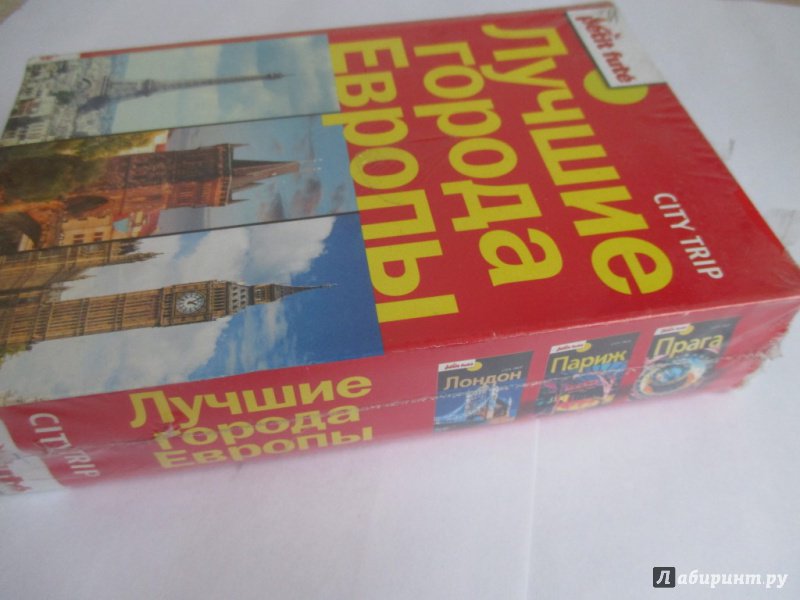 petit futé
Лучшие
города
Европы
CITY TRIP
Лучшие
города
Европы
CITY TRIP
Лондон
Париж
Прага
Лабиринт.ру